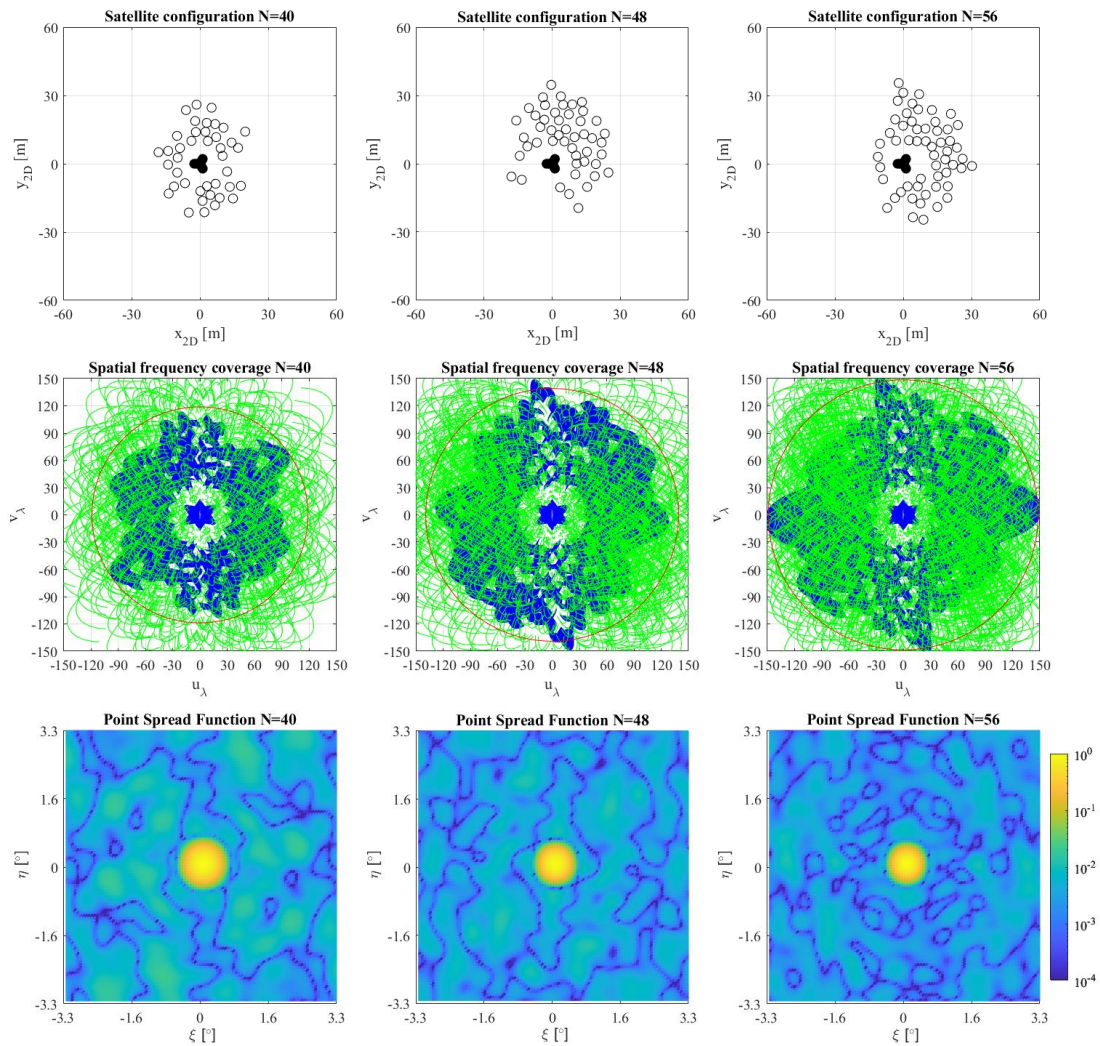 Satellite configuration N=40
Satellite configuration N=48
Satellite configuration N=56
60
30
0
-30
-60
y2D [m]
-60 -30 0 30 60
x2D [m]
60
30
0
-30
-60
y2D [m]
-60 -30 0 30 60
x2D [m]
60
30
0
-30
-60
y2D [m]
-60 -30 0 30 60
x2D [m]
Spatial frequency coverage N=40
Spatial frequency coverage N=48
Spatial frequency coverage N=56
150
120
90
60
30
0
-30
-60
-90
-120
-150
vλ
-150-120 -90 -60 -30 0 30 60 90 120 150
uλ
150
120
90
60
30
0
-30
-60
-90
-120
-150
vλ
-150-120 -90 -60 -30 0 30 60 90 120 150
uλ
150
120
90
60
30
0
-30
-60
-90
-120
-150
vλ
-150-120 -90 -60 -30 0 30 60 90 120 150
uλ
Point Spread Function N=40
Point Spread Function N=48
Point Spread Function N=56
3.3
1.6
0
-1.6
-3.3
η [°]
-3.3 -1.6 0 1.6 3.3
ξ [°]
3.3
1.6
0
-1.6
-3.3
η [°]
-3.3 -1.6 0 1.6 3.3
ξ [°]
3.3
1.6
0
-1.6
-3.3
η [°]
-3.3 -1.6 0 1.6 3.3
ξ [°]
10^0
10^-1
10^-2
10^-3
10^-4